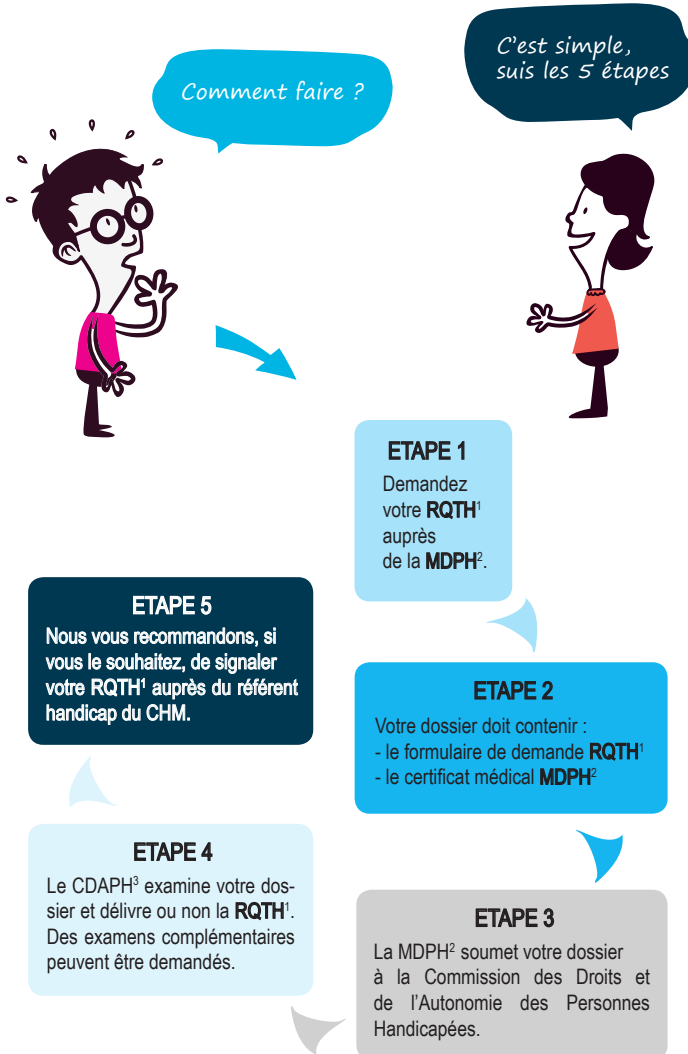 Comment faire ?
C'est simple,
suis les 5 étapes
ETAPE 1
Demandez
votre RQTH¹
auprès
de la MDPH².
ETAPE 2
Votre dossier doit contenir :
- le formulaire de demande RQTH¹
- le certificat médical MDPH²
ETAPE 3
La MDPH² soumet votre dossier
à la Commission des Droits et
de l'Autonomie des Personnes
Handicapées.
ETAPE 4
Le CDAPH³ examine votre dos-
sier et délivre ou non la RQTH¹.
Des examens complémentaires
peuvent être demandés.
ETAPE 5
Nous vous recommandons, si
vous le souhaitez, de signaler
votre RQTH¹ auprès du référent
handicap du CHM.